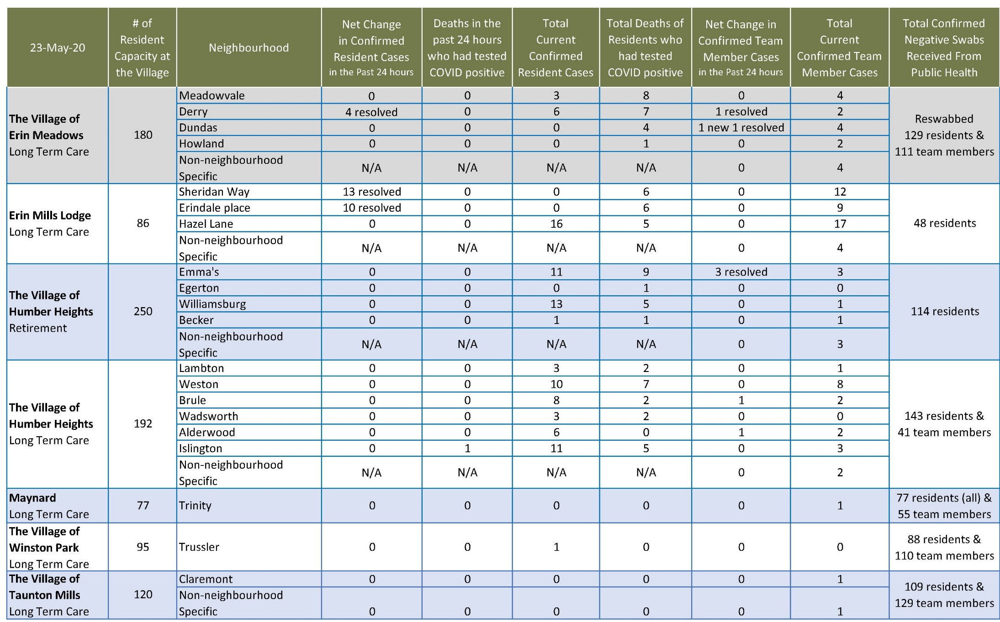 23-May-20
# of
Resident
Capacity at
the Village
Neighbourhood
Net Change
in Confirmed
Resident Cases
in the Past 24 hours
Deaths in the
past 24 hours
who had tested
COVID positive
Total
Current
Confirmed
Resident Cases
Total Deaths of
Residents who
had tested
COVID positive
Net Change in
Confirmed Team
Member Cases
in the Past 24 hours
Total
Current
Confirmed Team
Member Cases
Total Confirmed
Negative Swabs
Received From
Public Health
The Village of
Erin Meadows
Long Term Care
180
Meadowvale 0 0 3 8 0 4
Derry 4 resolved 0 6 7 1 resolved 2
Dundas 0 0 0 4 1 new 1 resolved 4
Howland 0 0 0 1 0 2
Non-neighbourhood
Specific
N/A N/A N/A N/A 0 4
Reswabbed
129 residents &
111 team members
Erin Mills Lodge
Long Term Care
86
Sheridan Way 13 resolved 0 0 6 0 12
Erindale place 10 resolved 0 0 6 0 9
Hazel Lane 0 0 16 5 0 17
Non-neighbourhood
Specific
N/A N/A N/A N/A 0 4
48 residents
The Village of
Humber Heights
Retirement
250
Emma's 0 0 11 9 3 resolved 3
Egerton 0 0 0 1 0 0
Williamsburg 0 0 13 5 0 1
Becker 0 0 1 1 0 1
Non-neighbourhood
Specific
N/A N/A N/A N/A 0 3
114 residents
The Village of
Humber Heights
Long Term Care
192
Lambton 0 0 3 2 0 1
Weston 0 0 10 7 0 8
Brule 0 0 8 2 1 2
Wadsworth 0 0 3 2 0 0
Alderwood 0 0 6 0 1 2
Islington 0 1 11 5 0 3
Non-neighbourhood
Specific
N/A N/A N/A N/A 0 2
143 residents &
41 team members
Maynard
Long Term Care
77
Trinity 0 0 0 0 0 1
77 residents (all) &
55 team members
The Village of
Winston Park
Long Term Care
95
Trussler 0 0 1 0 0 0
88 residents &
110 team members
The Village of
Taunton Mills
Long Term Care
120
Claremont 0 0 0 0 0 1
Non-neighbourhood
Specific 0 0 0 0 0 1
109 residents &
129 team members